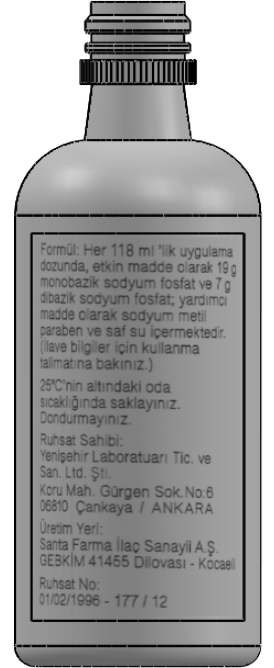 Formül: Her 118 ml 'lik uygulama
dozunda, etkin madde olarak 19 g
monobazik sodyum fosfat ve 7 g
dibazik sodyum fosfat; yardımcı
madde olarak sodyum metil
paraben ve saf su içermektedir.
(İlave bilgiler için kullanma
talimatına bakınız.)
25°C'nin altındaki oda
sıcaklığında saklayınız.
Dondurmayınız.
Ruhsat Sahibi:
Yenişehir Laboratuarı Tic. ve
San. Ltd. Şti.
Koru Mah. Gürgen Sok.No:6
06810 Çankaya / ANKARA
Üretim Yeri:
Santa Farma İlaç Sanayii A.Ş.
GEBKİM 41455 Dilovası - Kocaeli
Ruhsat No:
01/02/1996 - 177 / 12